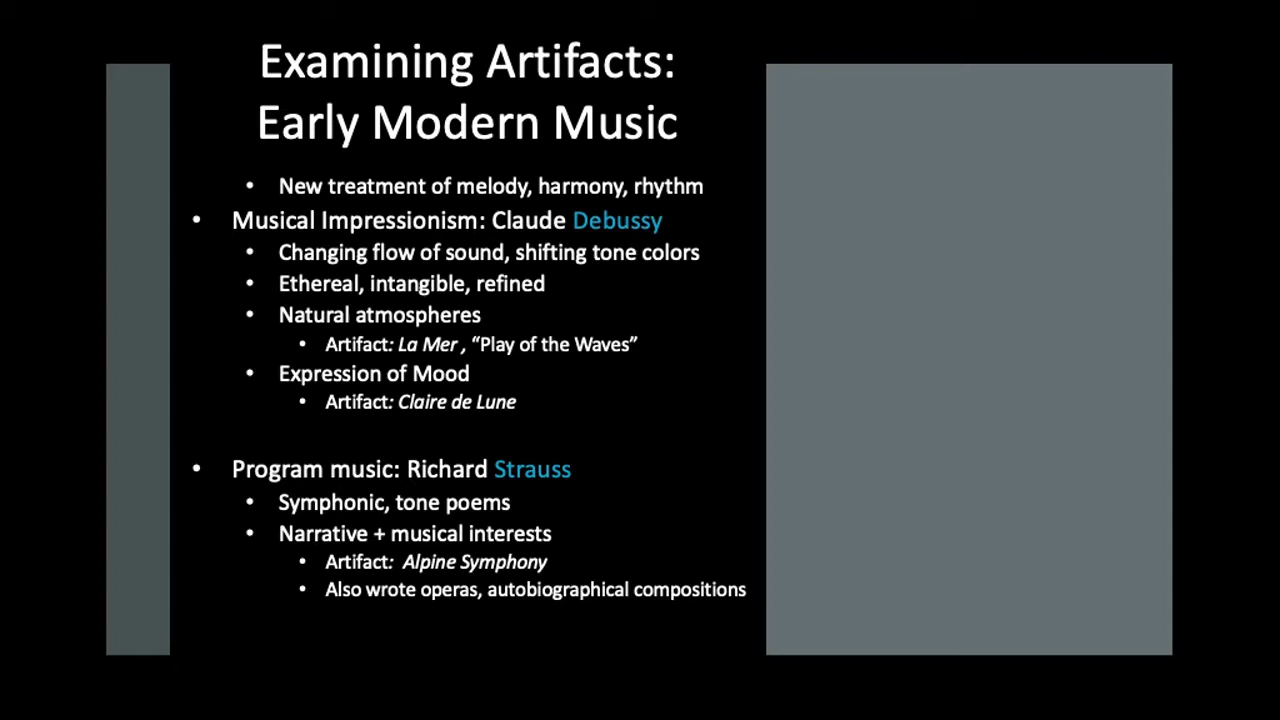 Examining Artifacts:
Early Modern Music
• New treatment of melody, harmony, rhythm
• Musical Impressionism: Claude Debussy
• Changing flow of sound, shifting tone colors
• Ethereal, intangible, refined
• Natural atmospheres
• Artifact: La Mer , “Play of the Waves”
• Expression of Mood
• Artifact: Claire de Lune
• Program music: Richard Strauss
• Symphonic, tone poems
• Narrative + musical interests
• Artifact: Alpine Symphony
• Also wrote operas, autobiographical compositions